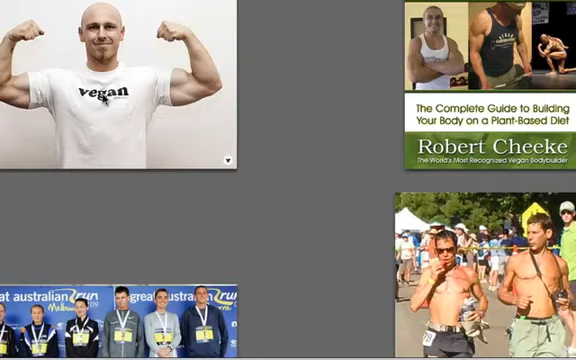 vegan
The Complete Guide to Building
Your Body on a Plant-Based Diet
Robert Cheeke
The World's Most Recognized Vegan Bodybuilder
at australian run
great australian run